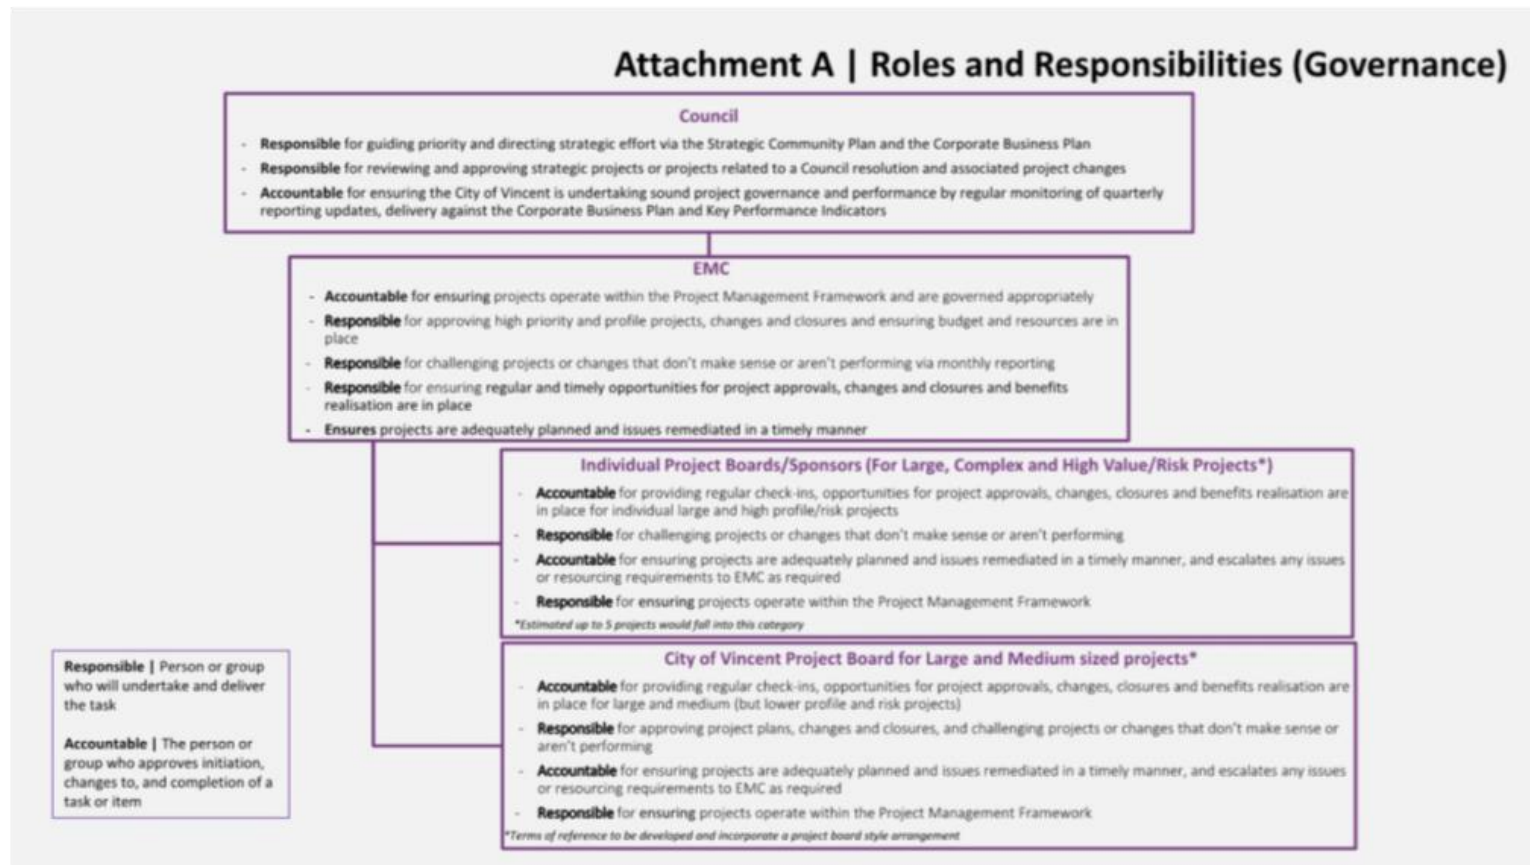 Attachment A | Roles and Responsibilities (Governance)
Council
- Responsible for guiding priority and directing strategic effort via the Strategic Community Plan and the Corporate Business Plan
- Responsible for reviewing and approving strategic projects or projects related to a Council resolution and associated project changes
- Accountable for ensuring the City of Vincent is undertaking sound project governance and performance by regular monitoring of quarterly
reporting updates, delivery against the Corporate Business Plan and Key Performance Indicators
EMC
- Accountable for ensuring projects operate within the Project Management Framework and are governed appropriately
- Responsible for approving high priority and profile projects, changes and closures and ensuring budget and resources are in
place
- Responsible for challenging projects or changes that don't make sense or aren't performing via monthly reporting
- Responsible for ensuring regular and timely opportunities for project approvals, changes and closures and benefits
realisation are in place
- Ensures projects are adequately planned and issues remediated in a timely manner
Individual Project Boards/Sponsors (For Large, Complex and High Value/Risk Projects*)
- Accountable for providing regular check-ins, opportunities for project approvals, changes, closures and benefits realisation are
in place for individual large and high profile/risk projects
- Responsible for challenging projects or changes that don't make sense or aren't performing
- Accountable for ensuring projects are adequately planned and issues remediated in a timely manner, and escalates any issues
or resourcing requirements to EMC as required
- Responsible for ensuring projects operate within the Project Management Framework
*Estimated up to 5 projects would fall into this category
City of Vincent Project Board for Large and Medium sized projects*
- Accountable for providing regular check-ins, opportunities for project approvals, changes, closures and benefits realisation are
in place for large and medium (but lower profile and risk projects)
- Responsible for approving project plans, changes and closures, and challenging projects or changes that don't make sense or
aren't performing
- Accountable for ensuring projects are adequately planned and issues remediated in a timely manner, and escalates any issues
or resourcing requirements to EMC as required
- Responsible for ensuring projects operate within the Project Management Framework
*Terms of reference to be developed and incorporate a project board style arrangement
Responsible | Person or group
who will undertake and deliver
the task
Accountable | The person or
group who approves initiation,
changes to, and completion of a
task or item